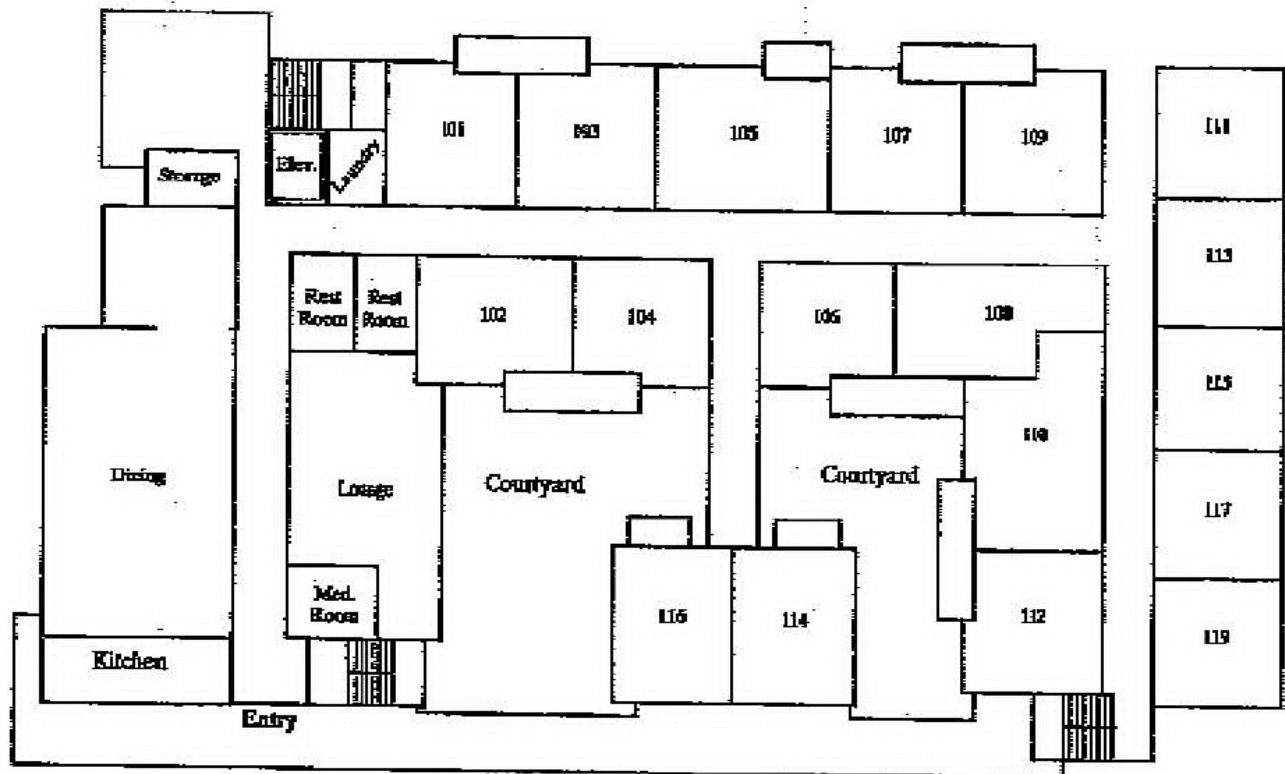 101
103
105
107
109
111
Elev.
Laundry
Storage
113
Rest
Room
Rest
Room
102
104
106
108
115
110
Dining
Lounge
Courtyard
Courtyard
117
Med.
Room
116
114
112
119
Kitchen
Entry